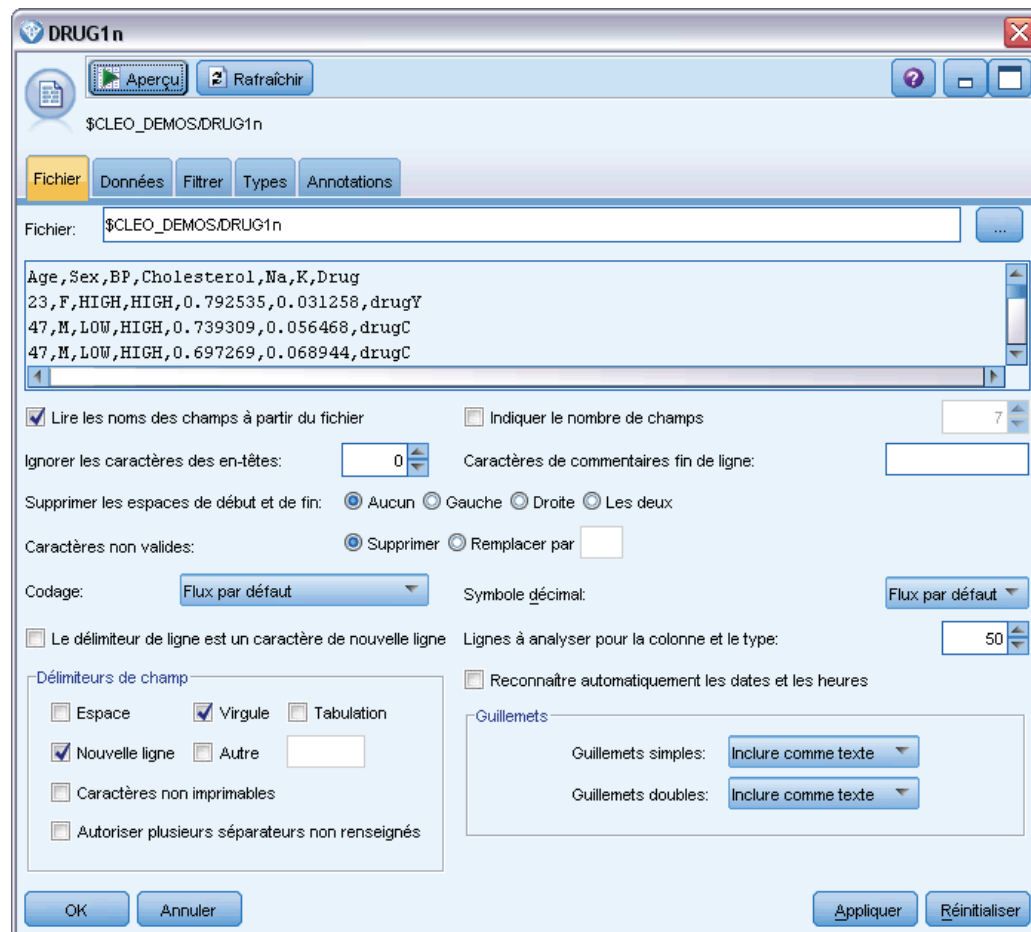 DRUG1n
Aperçu
Rafraîchir
$CLEO_DEMOS/DRUG1n
Fichier Données Filtrer Types Annotations
Fichier: $CLEO_DEMOS/DRUG1n ...
Age,Sex,BP,Cholesterol,Na,K,Drug
23,F,HIGH,HIGH,0.792535,0.031258,drugY
47,M,LOW,HIGH,0.739309,0.056468,drugC
47,M,LOW,HIGH,0.697269,0.068944,drugC
Lire les noms des champs à partir du fichier
Indiquer le nombre de champs 7
Ignorer les caractères des en-têtes: 0
Caractères de commentaires fin de ligne:
Supprimer les espaces de début et de fin: Aucun Gauche Droite Les deux
Caractères non valides: Supprimer Remplacer par
Codage: Flux par défaut
Symbole décimal: Flux par défaut
Le délimiteur de ligne est un caractère de nouvelle ligne
Lignes à analyser pour la colonne et le type: 50
Reconnaître automatiquement les dates et les heures
Délimiteurs de champ
Espace Virgule Tabulation
Nouvelle ligne Autre
Caractères non imprimables
Autoriser plusieurs séparateurs non renseignés
Guillemets
Guillemets simples: Inclure comme texte
Guillemets doubles: Inclure comme texte
OK Annuler Appliquer Réinitialiser